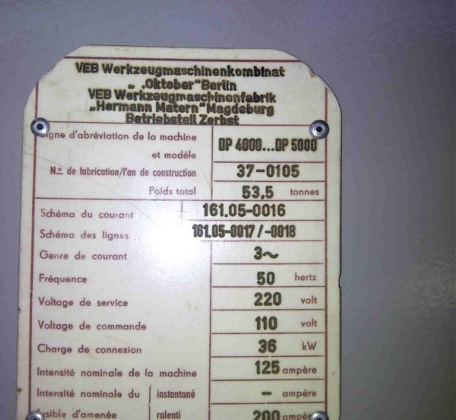 VEB Werkzeugmaschinenkombinat
„ .Oktober“ Berlin
VEB Werkzeugmaschinenfabrik
„Hermann Matern“ Magdeburg
Betriebsteil Zerbst
igne d'abréviation de la machine
et modèle DP 4000...DP 5000
N° de fabrication/l'an de construction 37-0105
Poids total 53,5 tonnes
Schéma du courant 161.05-0016
Schéma des lignes 161.05-0017/-0018
Genre de courant 3~
Fréquence 50 hertz
Voltage de service 220 volt
Voltage de commande 110 volt
Charge de connexion 36 kW
Intensité nominale de la machine 125 ampère
Intensité nominale du instantané - ampère
sible d'amenée ralenti 200 ampère